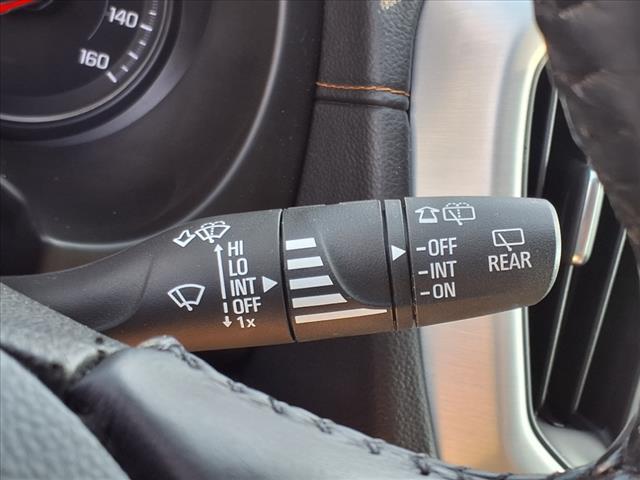 140
160
HI
LO
INT
OFF
1x
-OFF
-INT
-ON
REAR